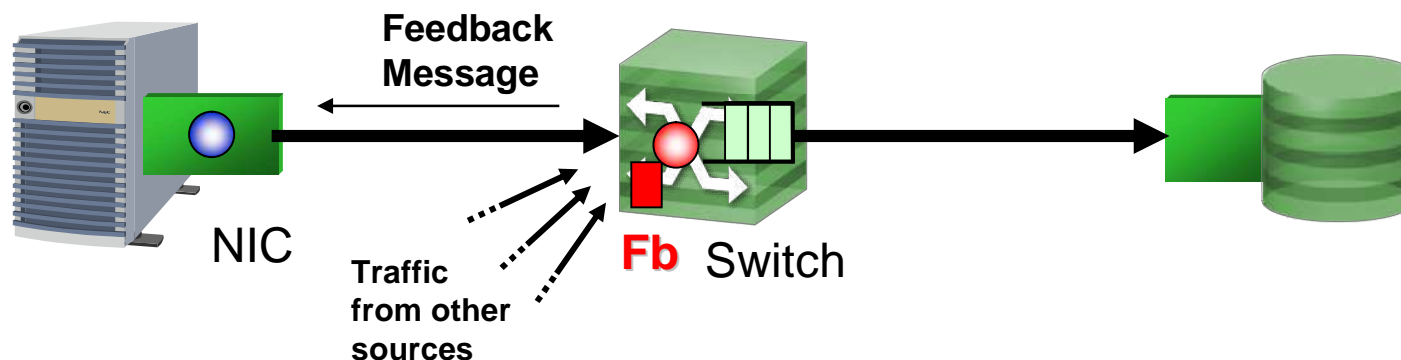 Feedback
Message
NIC
Fb
Switch
Traffic
from other
sources